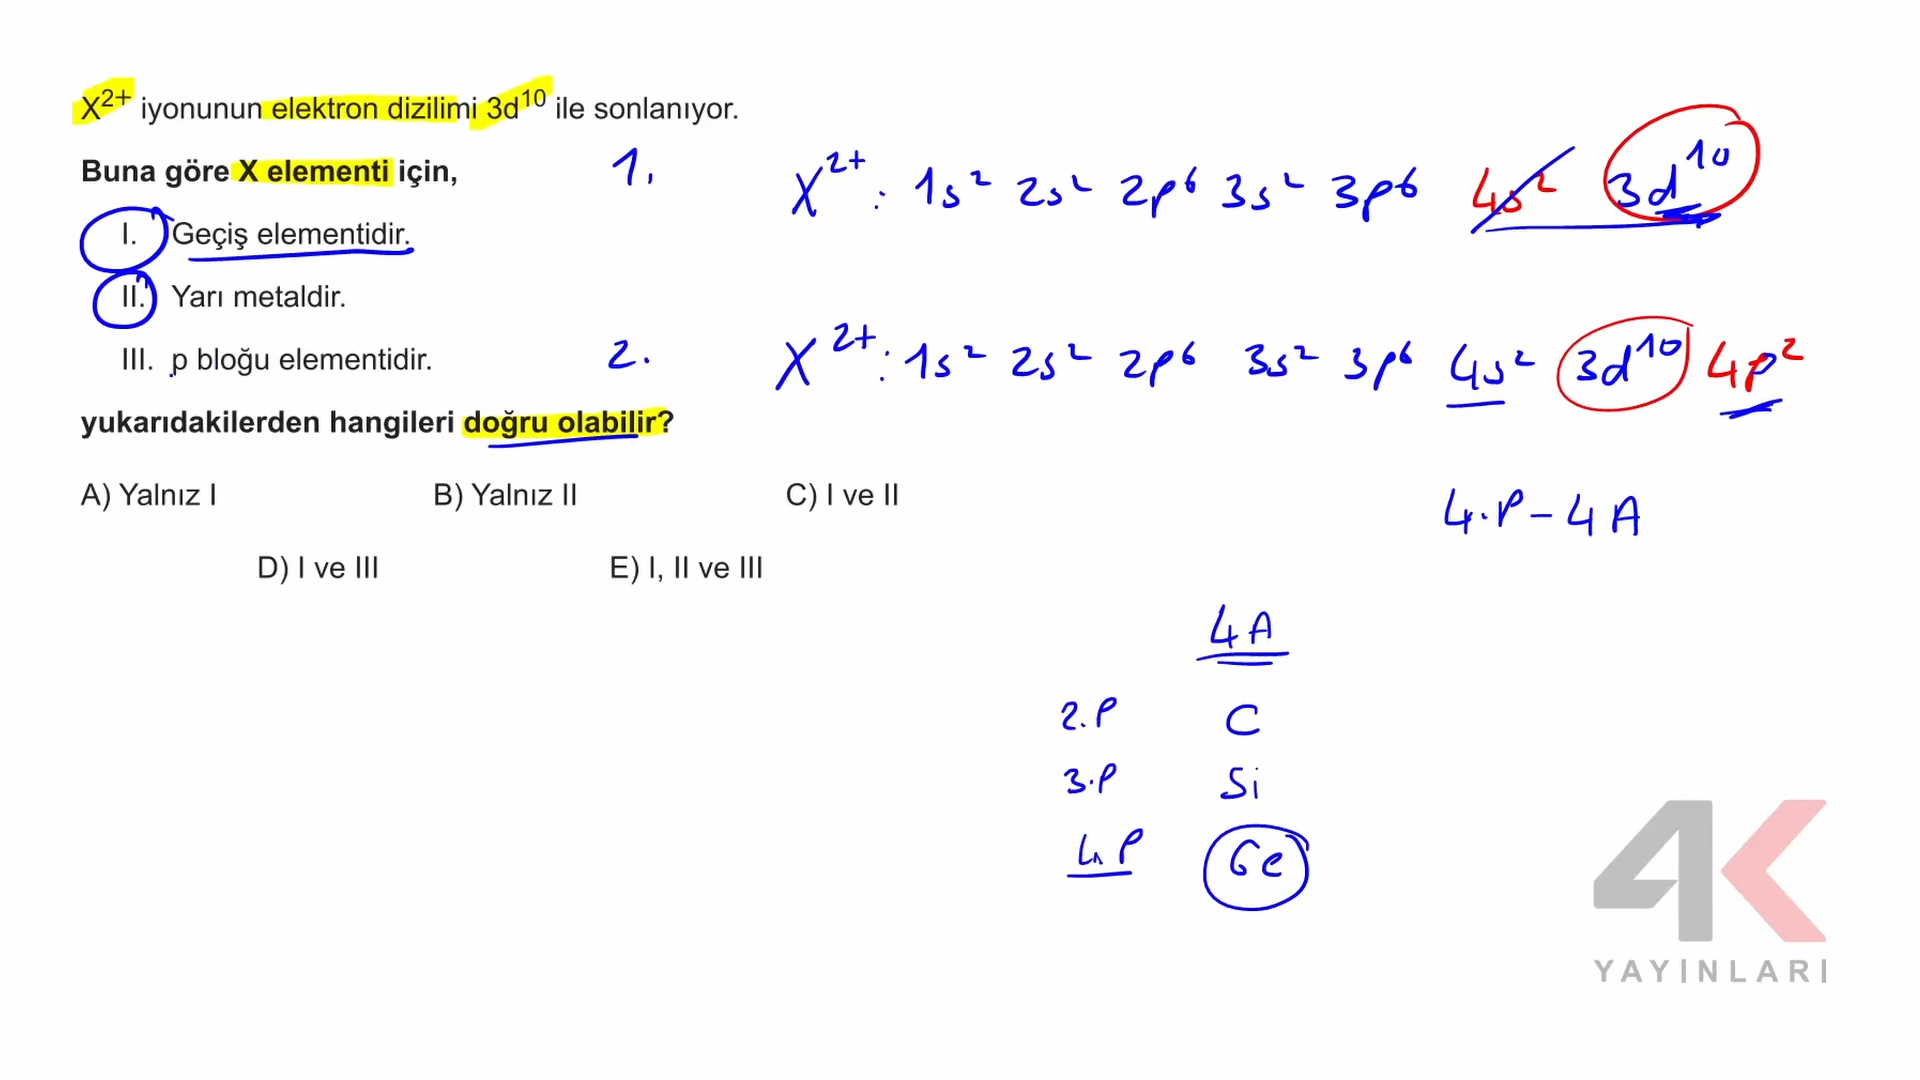 X²⁺ iyonunun elektron dizilimi 3d¹⁰ ile sonlanıyor.
Buna göre X elementi için,
I. Geçiş elementidir.
II. Yarı metaldir.
III. p bloğu elementidir.
yukarıdakilerden hangileri doğru olabilir?
A) Yalnız I B) Yalnız II C) I ve II
D) I ve III E) I, II ve III
1. X²⁺ : 1s² 2s² 2p⁶ 3s² 3p⁶ 4s² 3d¹⁰
2. X²⁺ : 1s² 2s² 2p⁶ 3s² 3p⁶ 4s² 3d¹⁰ 4p²
4.P – 4A
4A
2.P C
3.P Si
4.P Ge
4K
YAYINLARI